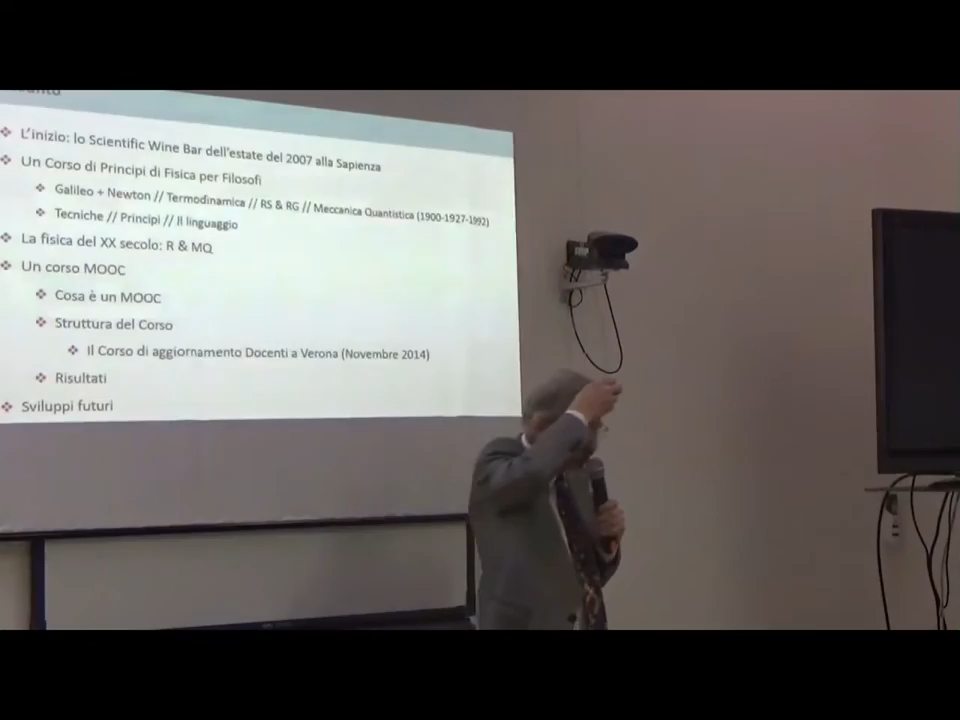 L'inizio: lo Scientific Wine Bar dell'estate del 2007 alla Sapienza
Un Corso di Principi di Fisica per Filosofi
Galileo + Newton // Termodinamica // RS & RG // Meccanica Quantistica (1900-1927-1992)
Tecniche // Principi // Il linguaggio
La fisica del XX secolo: R & MQ
Un corso MOOC
Cosa è un MOOC
Struttura del Corso
Il Corso di aggiornamento Docenti a Verona (Novembre 2014)
Risultati
Sviluppi futuri